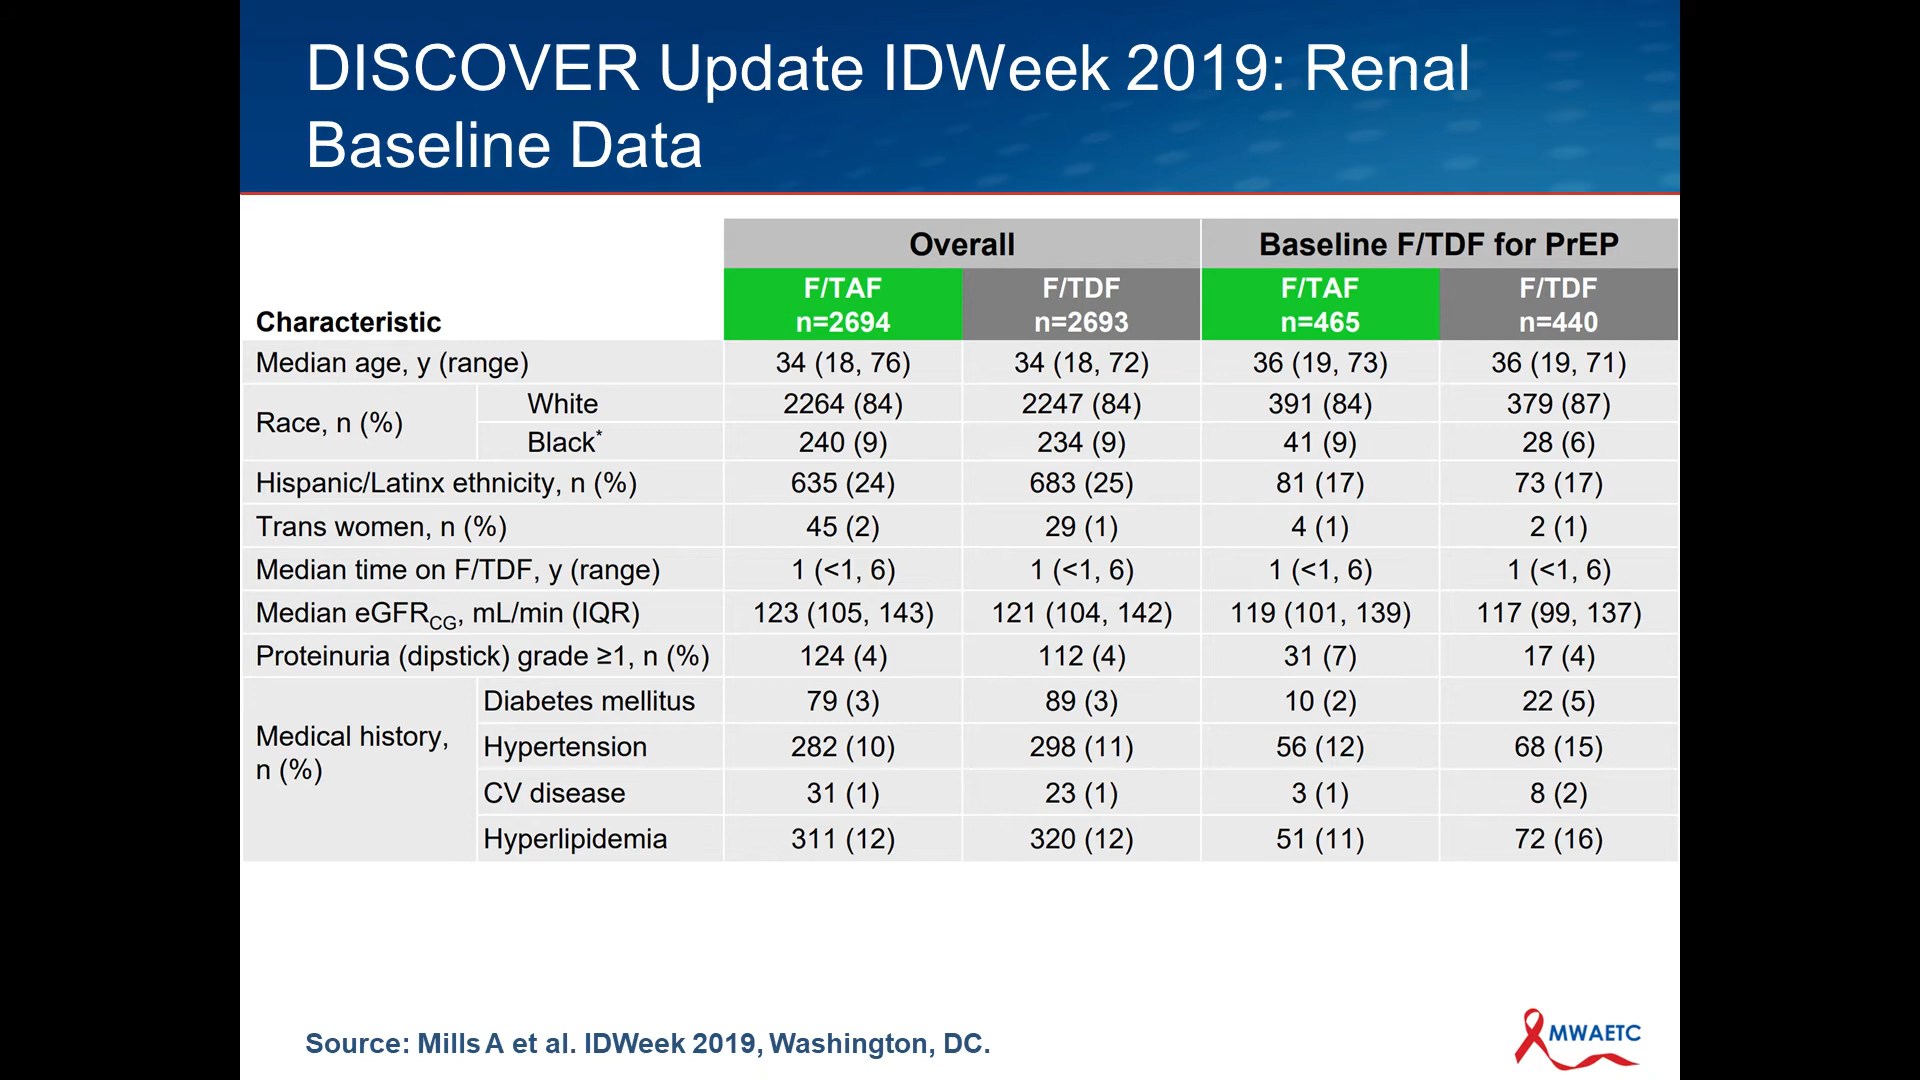 DISCOVER Update IDWeek 2019: Renal
Baseline Data
Overall Baseline F/TDF for PrEP
F/TAF F/TDF F/TAF F/TDF
Characteristic n=2694 n=2693 n=465 n=440
Median age, y (range) 34 (18, 76) 34 (18, 72) 36 (19, 73) 36 (19, 71)
Race, n (%) White 2264 (84) 2247 (84) 391 (84) 379 (87)
Black* 240 (9) 234 (9) 41 (9) 28 (6)
Hispanic/Latinx ethnicity, n (%) 635 (24) 683 (25) 81 (17) 73 (17)
Trans women, n (%) 45 (2) 29 (1) 4 (1) 2 (1)
Median time on F/TDF, y (range) 1 (<1, 6) 1 (<1, 6) 1 (<1, 6) 1 (<1, 6)
Median eGFRCG, mL/min (IQR) 123 (105, 143) 121 (104, 142) 119 (101, 139) 117 (99, 137)
Proteinuria (dipstick) grade ≥1, n (%) 124 (4) 112 (4) 31 (7) 17 (4)
Medical history,
n (%)
Diabetes mellitus 79 (3) 89 (3) 10 (2) 22 (5)
Hypertension 282 (10) 298 (11) 56 (12) 68 (15)
CV disease 31 (1) 23 (1) 3 (1) 8 (2)
Hyperlipidemia 311 (12) 320 (12) 51 (11) 72 (16)
Source: Mills A et al. IDWeek 2019, Washington, DC.
MWAETC